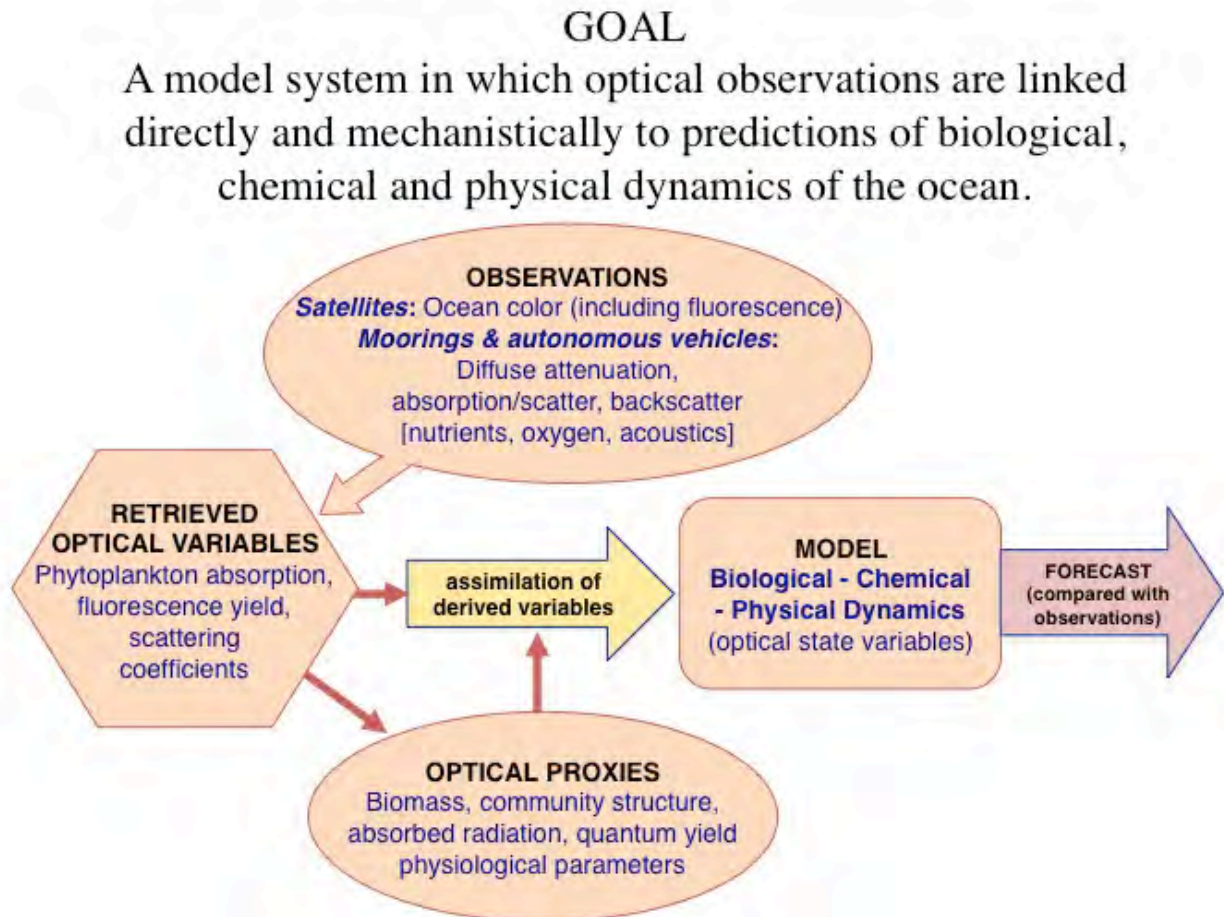 GOAL
A model system in which optical observations are linked
directly and mechanistically to predictions of biological,
chemical and physical dynamics of the ocean.
OBSERVATIONS
Satellites: Ocean color (including fluorescence)
Moorings & autonomous vehicles:
Diffuse attenuation,
absorption/scatter, backscatter
[nutrients, oxygen, acoustics]
RETRIEVED
OPTICAL VARIABLES
Phytoplankton absorption,
fluorescence yield,
scattering
coefficients
assimilation of
derived variables
MODEL
Biological - Chemical
- Physical Dynamics
(optical state variables)
FORECAST
(compared with
observations)
OPTICAL PROXIES
Biomass, community structure,
absorbed radiation, quantum yield
physiological parameters